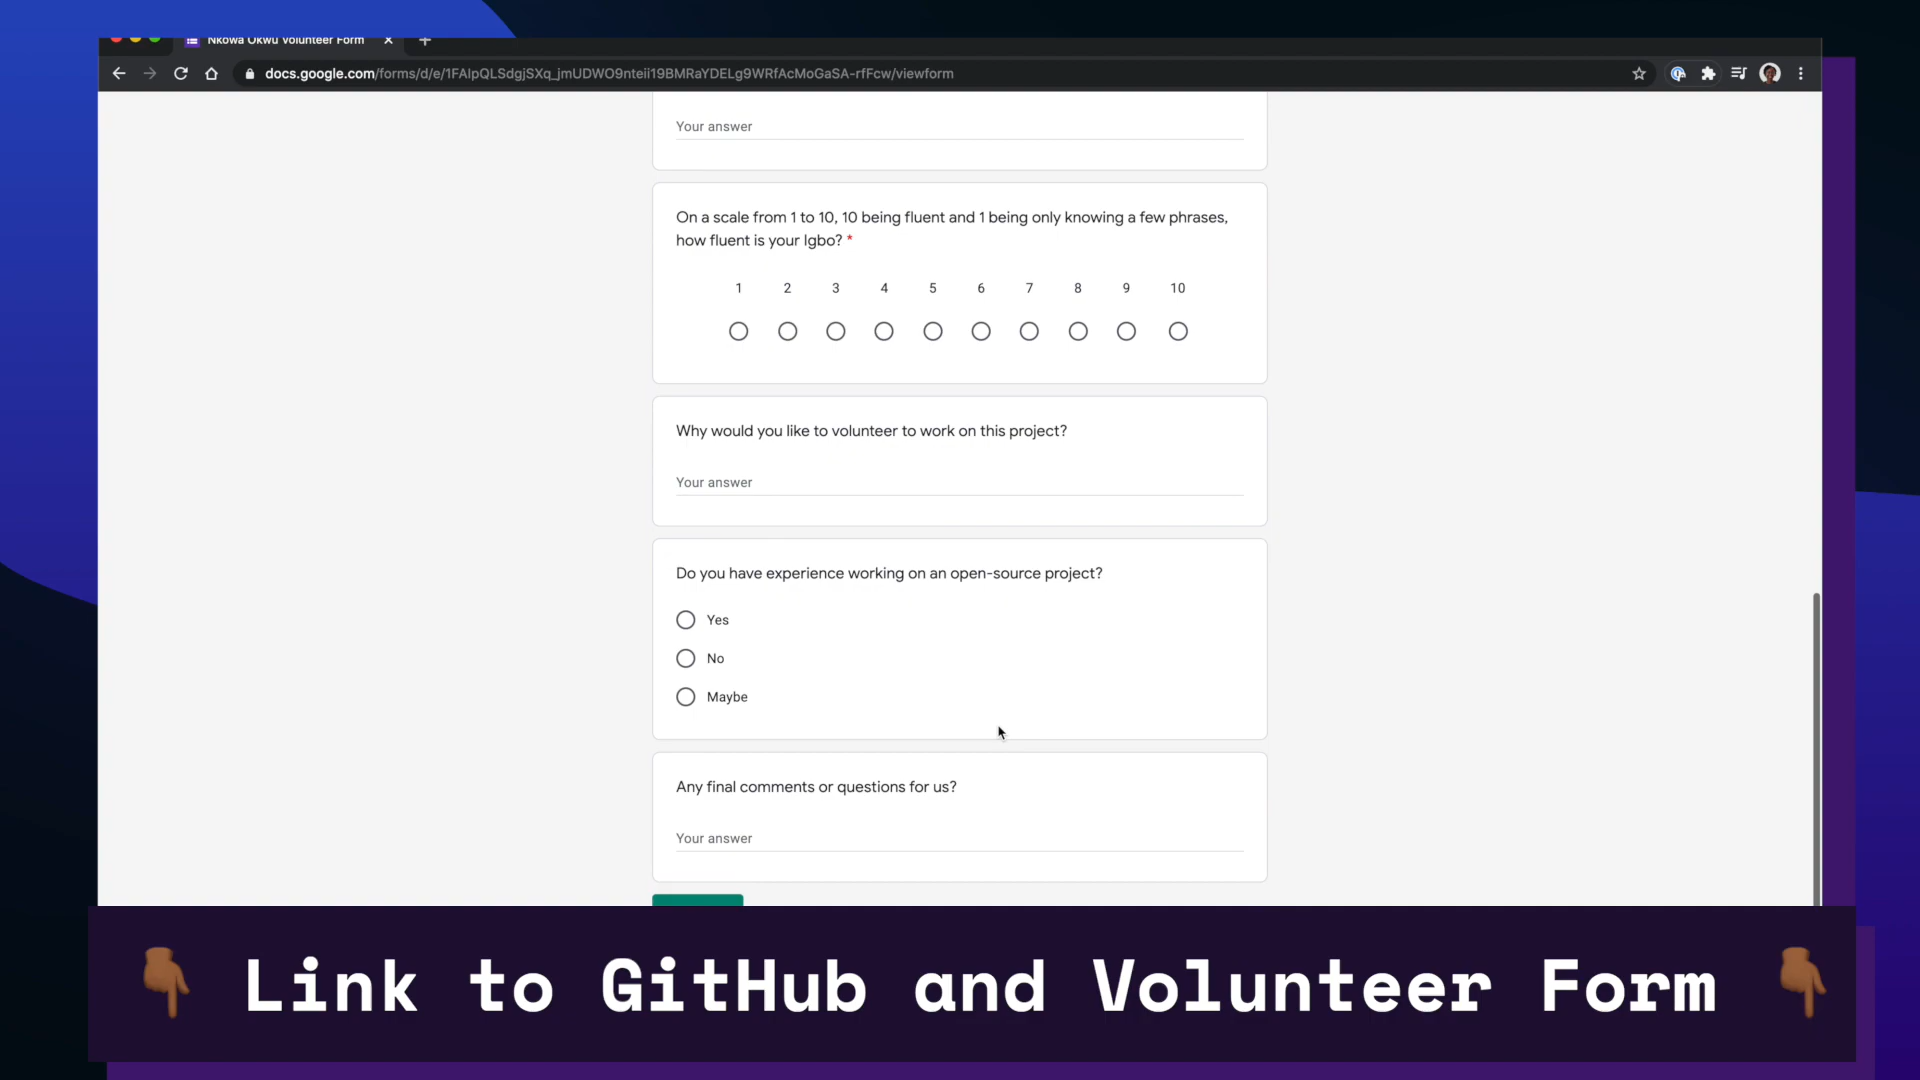 Nkowa Okwu Volunteer Form
docs.google.com/forms/d/e/1FAIpQLSdgjSXq_jmUDWO9nteii19BMRaYDELg9WRfAcMoGaSA-rfFcw/viewform
Your answer
On a scale from 1 to 10, 10 being fluent and 1 being only knowing a few phrases,
how fluent is your Igbo? *
1 2 3 4 5 6 7 8 9 10
Why would you like to volunteer to work on this project?
Your answer
Do you have experience working on an open-source project?
Yes
No
Maybe
Any final comments or questions for us?
Your answer
Link to GitHub and Volunteer Form